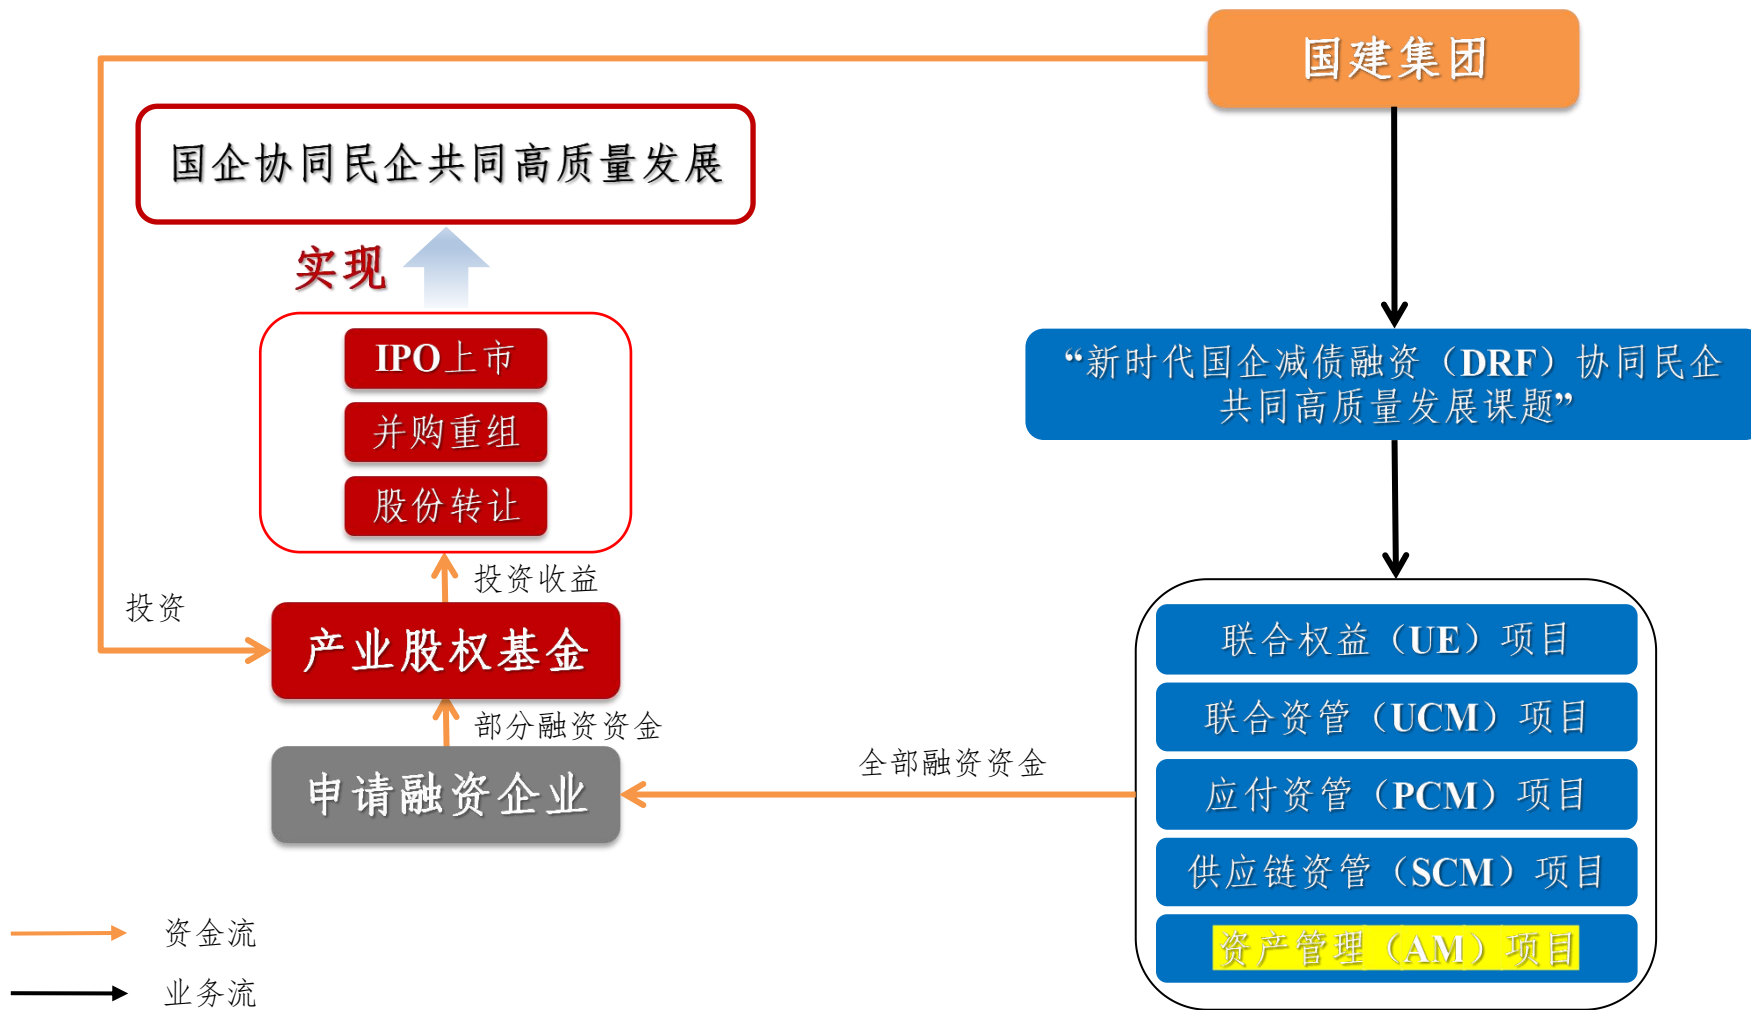 国建集团
国企协同民企共同高质量发展
实现
IPO上市
并购重组
股份转让
“新时代国企减债融资（DRF）协同民企
共同高质量发展课题”
投资收益
投资
产业股权基金
部分融资资金
申请融资企业
全部融资资金
联合权益（UE）项目
联合资管（UCM）项目
应付资管（PCM）项目
供应链资管（SCM）项目
资产管理（AM）项目
资金流
业务流